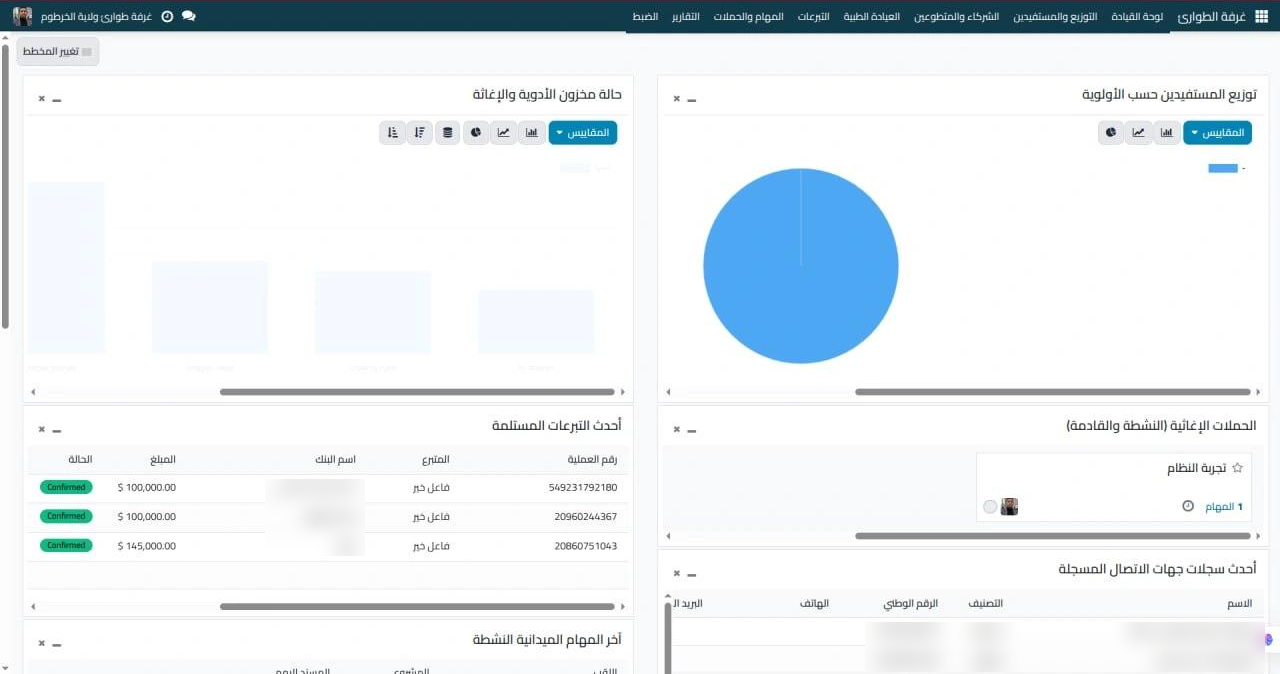 غرفة الطوارئ لوحة القيادة التوزيع والمستفيدين الشركاء والمتطوعين العيادة الطبية التبرعات المهام والحملات التقارير الضبط غرفة طوارئ ولاية الخرطوم
تغيير المخطط
توزيع المستفيدين حسب الأولوية
المقاييس
-
حالة مخزون الأدوية والإغاثة
المقاييس
الحملات الإغاثية (النشطة والقادمة)
تجربة النظام
1 المهام
أحدث سجلات جهات الاتصال المسجلة
الاسم التصنيف الرقم الوطني الهاتف البريد ال
أحدث التبرعات المستلمة
رقم العملية المتبرع اسم البنك المبلغ الحالة
549231792180 فاعل خير $ 100,000.00 Confirmed
20960244367 فاعل خير $ 100,000.00 Confirmed
20860751043 فاعل خير $ 145,000.00 Confirmed
آخر المهام الميدانية النشطة